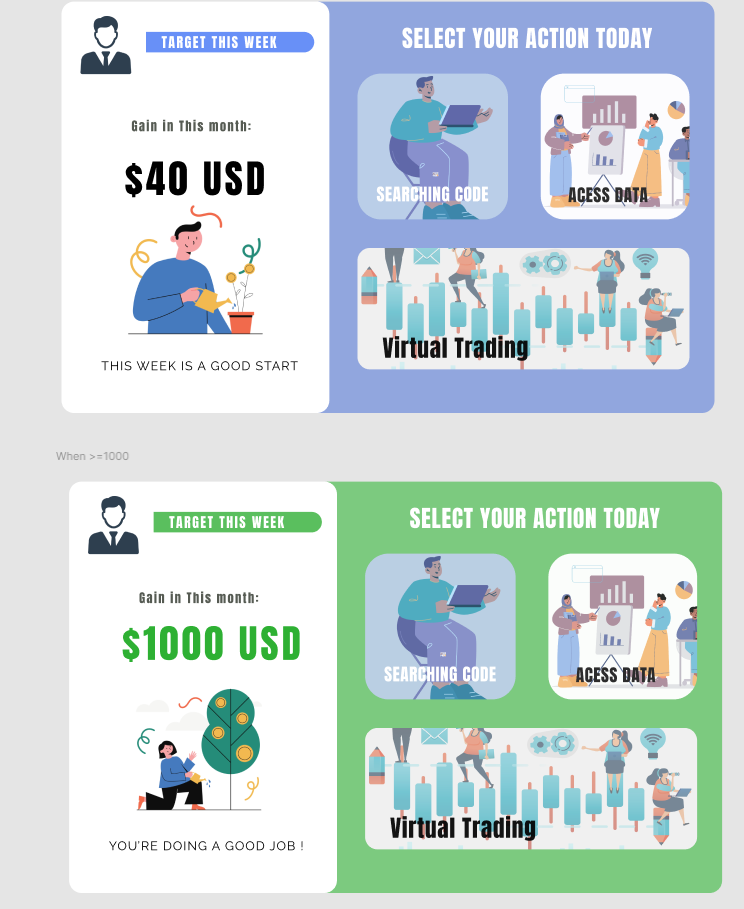 TARGET THIS WEEK
SELECT YOUR ACTION TODAY
Gain in This month:
$40 USD
SEARCHING CODE
ACESS DATA
Virtual Trading
THIS WEEK IS A GOOD START
When >=1000
TARGET THIS WEEK
SELECT YOUR ACTION TODAY
Gain in This month:
$1000 USD
SEARCHING CODE
ACESS DATA
Virtual Trading
YOU'RE DOING A GOOD JOB !